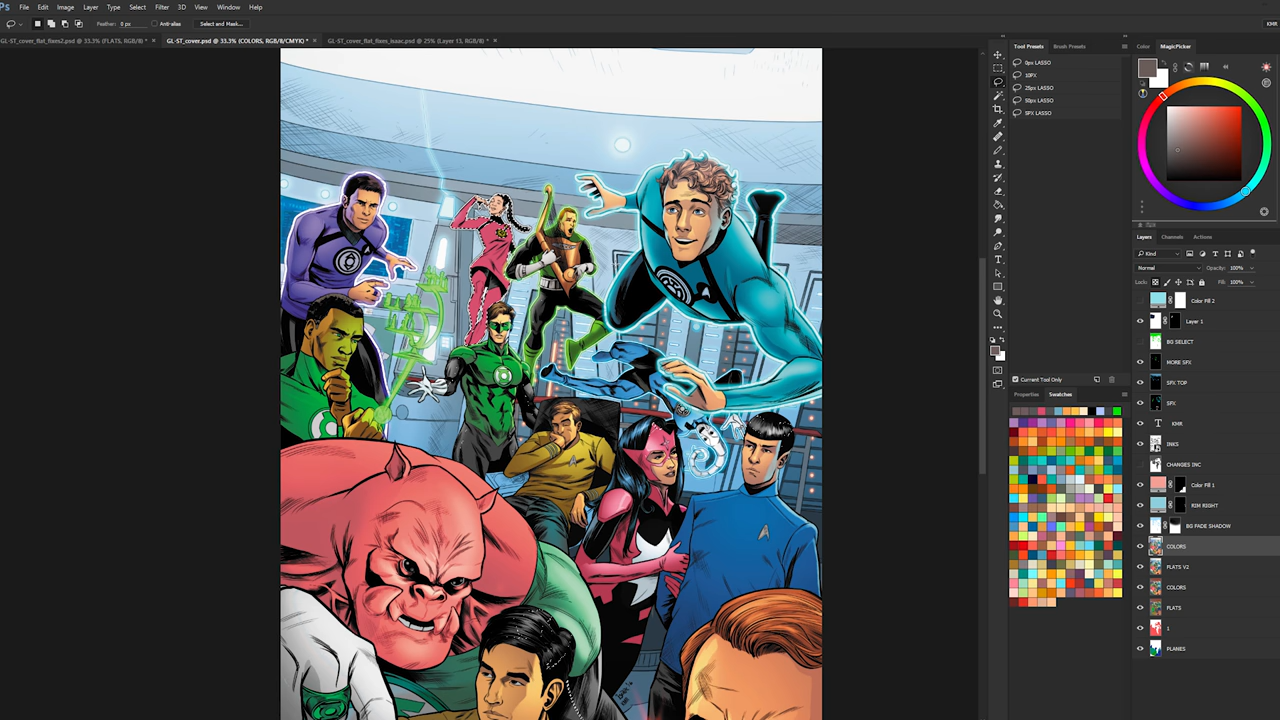 Ps File Edit Image Layer Type Select Filter 3D View Window Help
Feather: 0 px Anti-alias Select and Mask...
GL-ST_cover_flat_fixes2.psd @ 33.3% (FLATS, RGB/8) * × GL-ST_cover.psd @ 33.3% (COLORS, RGB/8/CMYK) * × GL-ST_cover_flat_fixes_isaac.psd @ 25% (Layer 13, RGB/8) * ×
KMR
Tool Presets Brush Presets
0px LASSO
10PX
25px LASSO
50px LASSO
5PX LASSO
Current Tool Only
Properties Swatches
Color MagicPicker
Layers Channels Actions
Kind
Normal Opacity: 100%
Lock: Fill: 100%
Color Fill 2
Layer 1
BG SELECT
MORE SFX
SFX TOP
SFX
KMR
INKS
CHANGES INC
Color Fill 1
RIM RIGHT
BG FADE SHADOW
COLORS
FLATS V2
COLORS
FLATS
1
PLANES